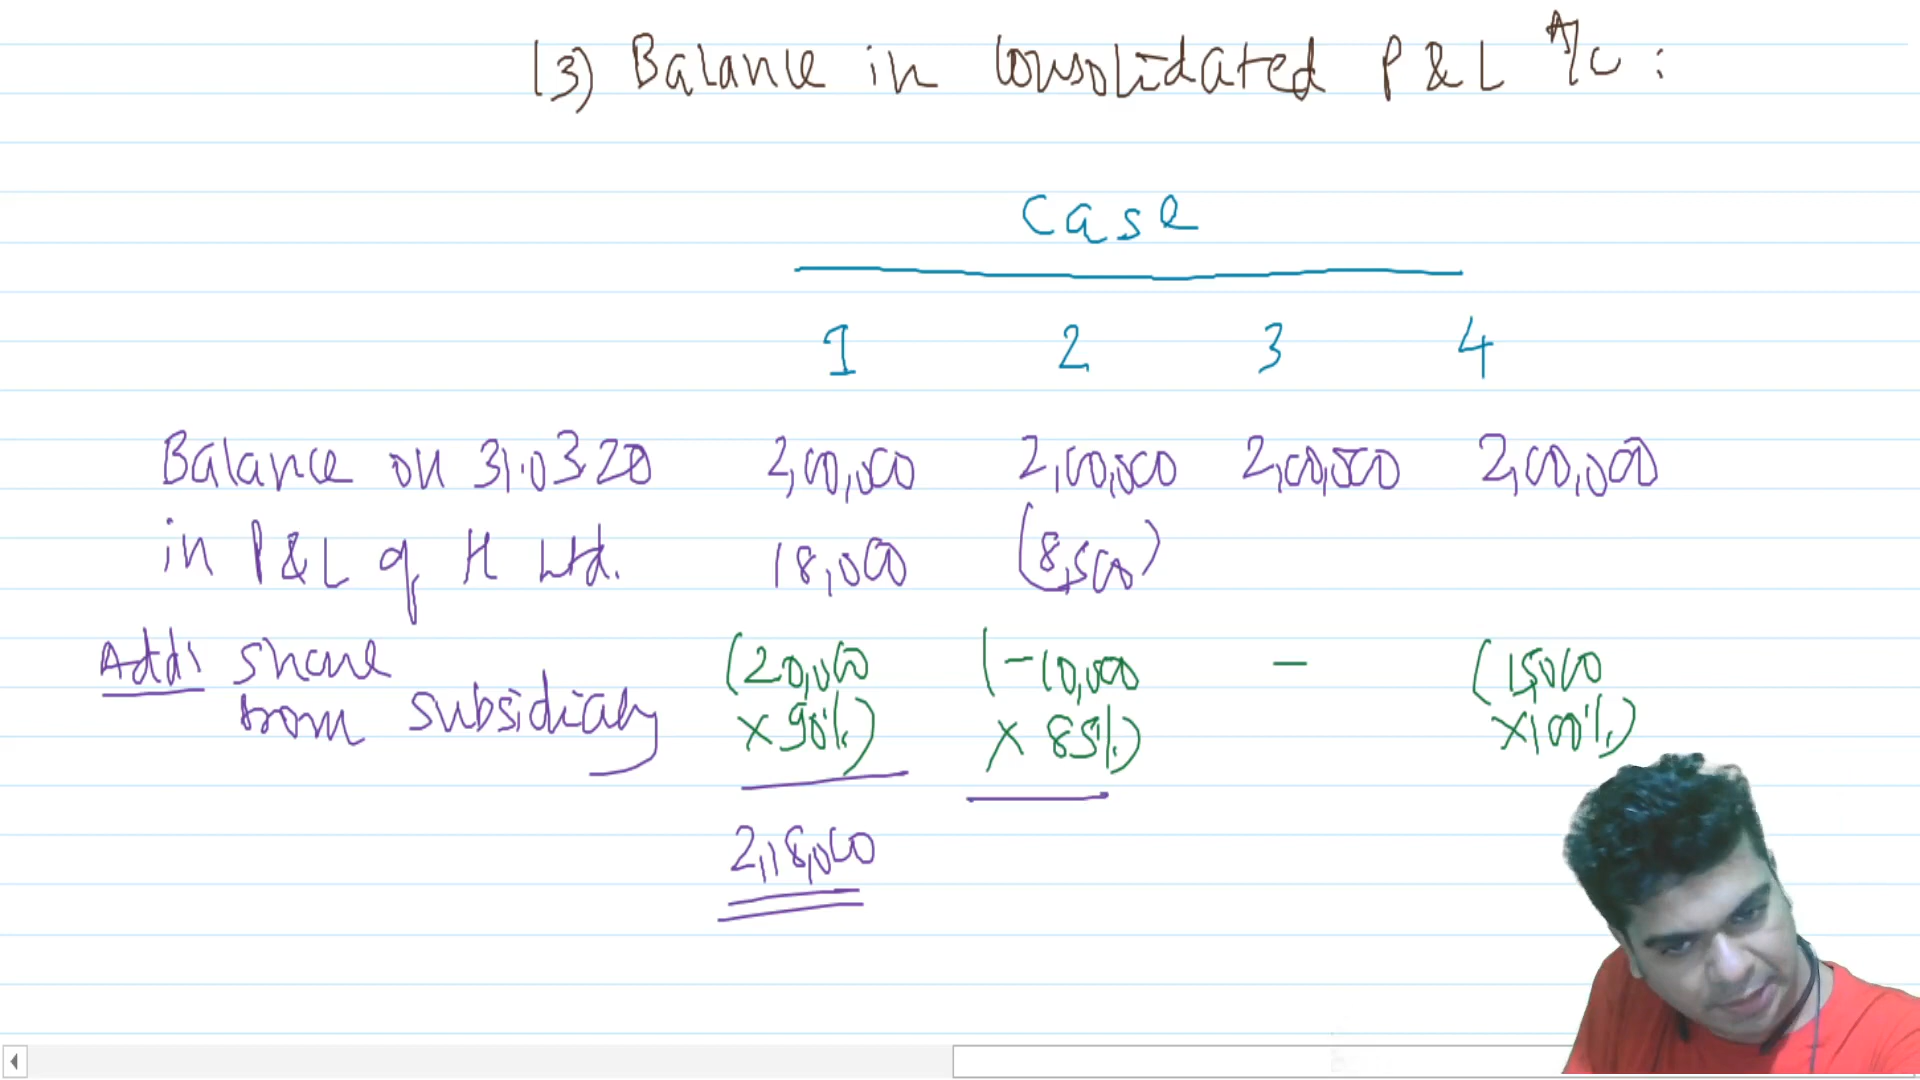 (3) Balance in Consolidated P & L A/C :
Case
1 2 3 4
Balance on 31.03.20 2,00,000 2,00,000 2,00,000 2,00,000
in P&L of H Ltd. 18,000 (8,500)
Add: Share (20,000 (-10,000 - (15,000
from subsidiary x 90%) x 85%) x100%)
2,18,000